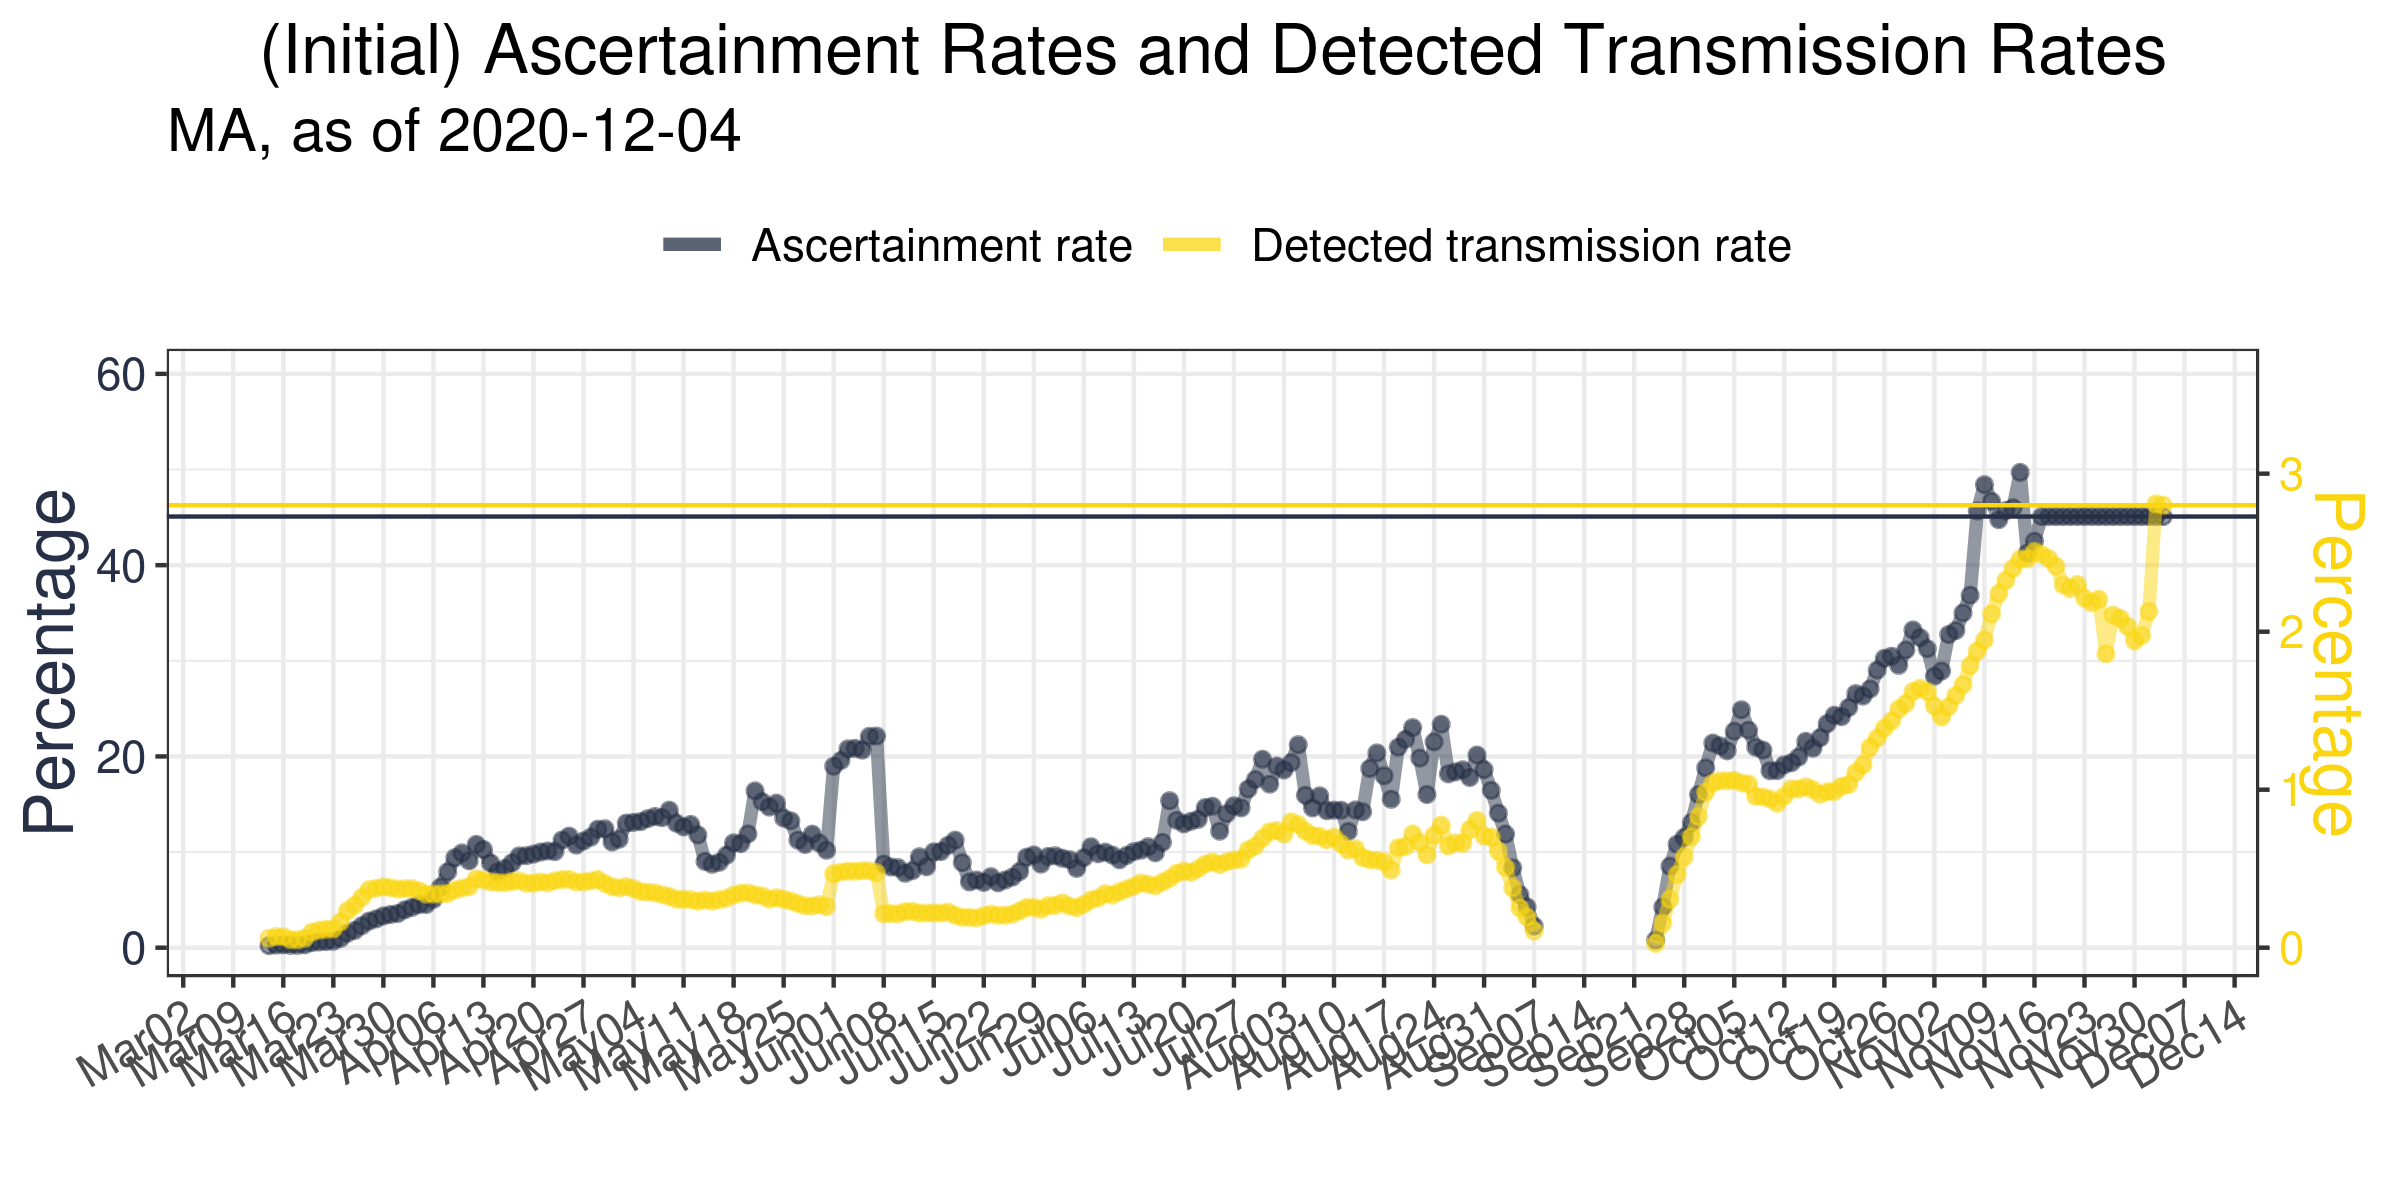 (Initial) Ascertainment Rates and Detected Transmission Rates
MA, as of 2020-12-04
Ascertainment rate
Detected transmission rate
Percentage
60
40
20
0
3
2
1
0
Percentage
Mar02
Mar09
Mar16
Mar23
Mar30
Apr06
Apr13
Apr20
Apr27
May04
May11
May18
May25
Jun01
Jun08
Jun15
Jun22
Jun29
Jul06
Jul13
Jul20
Jul27
Aug03
Aug10
Aug17
Aug24
Aug31
Sep07
Sep14
Sep21
Sep28
Oct05
Oct12
Oct19
Oct26
Nov02
Nov09
Nov16
Nov23
Nov30
Dec07
Dec14